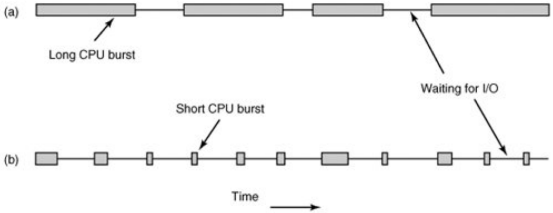 (a)
Long CPU burst
Waiting for I/O
Short CPU burst
(b)
Time